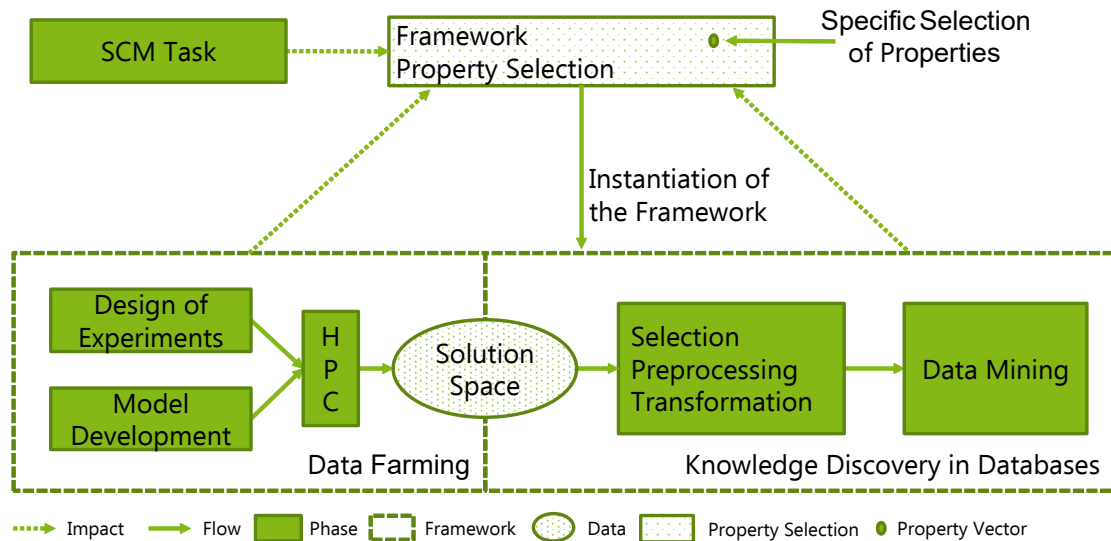 SCM Task
Framework
Property Selection
Specific Selection
of Properties
Instantiation of
the Framework
Design of
Experiments
Model
Development
H
P
C
Solution
Space
Selection
Preprocessing
Transformation
Data Mining
Data Farming
Knowledge Discovery in Databases
Impact
Flow
Phase
Framework
Data
Property Selection
Property Vector